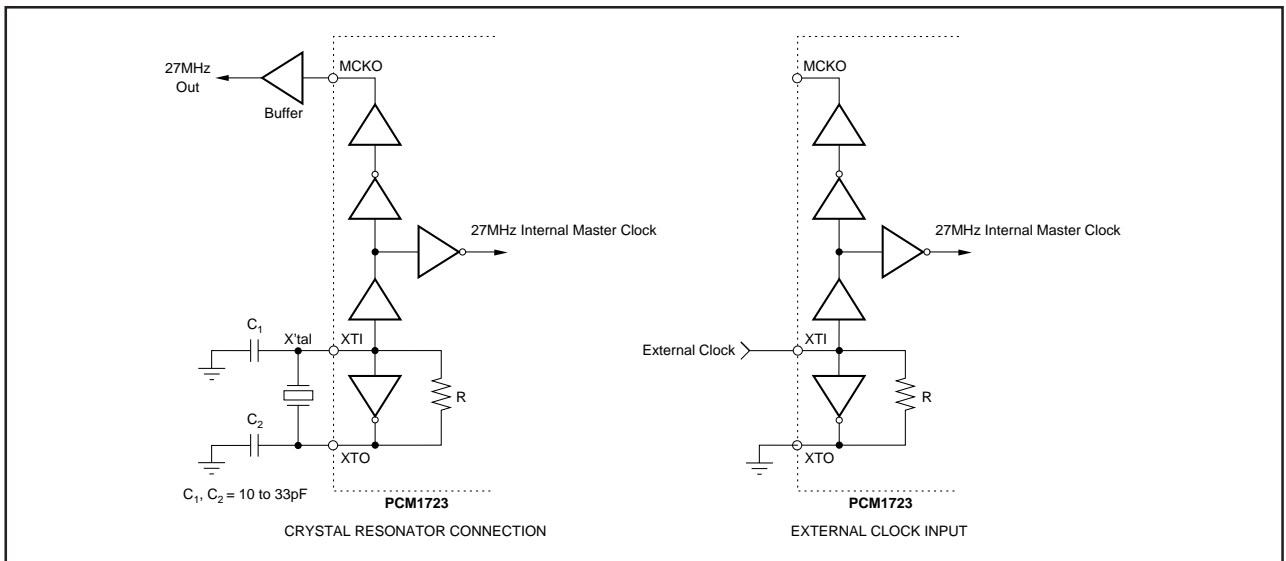 MCKO
27MHz
Out
Buffer
27MHz Internal Master Clock
C1
X'tal
XTI
R
C2
XTO
C1, C2 = 10 to 33pF
PCM1723
CRYSTAL RESONATOR CONNECTION
MCKO
27MHz Internal Master Clock
External Clock
XTI
R
XTO
PCM1723
EXTERNAL CLOCK INPUT